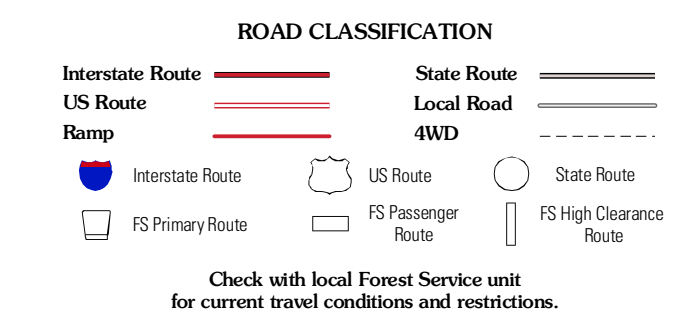 ROAD CLASSIFICATION
Interstate Route
State Route
US Route
Local Road
Ramp
4WD
Interstate Route
US Route
State Route
FS Primary Route
FS Passenger
Route
FS High Clearance
Route
Check with local Forest Service unit
for current travel conditions and restrictions.